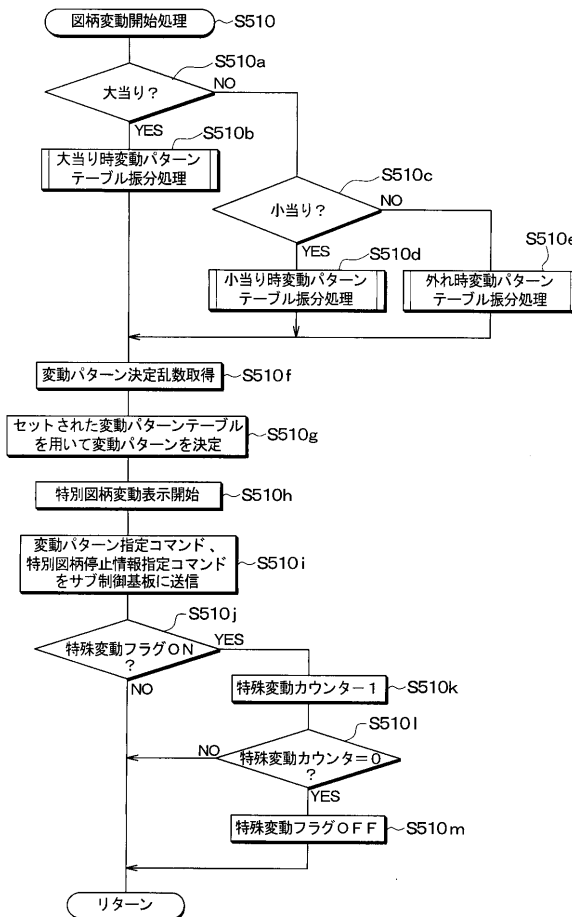 図柄変動開始処理
S510
S510a
大当り？
NO
YES
S510b
大当り時変動パターン
テーブル振分処理
S510c
小当り？
NO
YES
S510d
小当り時変動パターン
テーブル振分処理
S510e
外れ時変動パターン
テーブル振分処理
変動パターン決定乱数取得
S510f
セットされた変動パターンテーブル
を用いて変動パターンを決定
S510g
特別図柄変動表示開始
S510h
変動パターン指定コマンド、
特別図柄停止情報指定コマンド
をサブ制御基板に送信
S510i
S510j
特殊変動フラグON
？
YES
NO
特殊変動カウンター1
S510k
S510l
特殊変動カウンター＝0
？
NO
YES
特殊変動フラグOFF
S510m
リターン